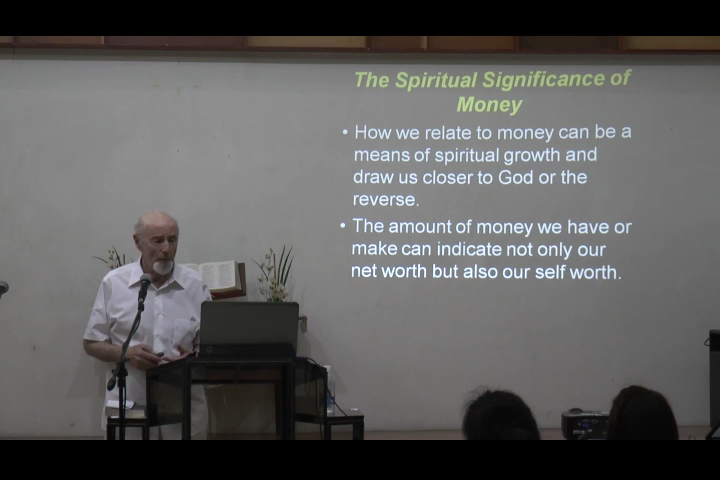 The Spiritual Significance of
Money
• How we relate to money can be a
means of spiritual growth and
draw us closer to God or the
reverse.
• The amount of money we have or
make can indicate not only our
net worth but also our self worth.